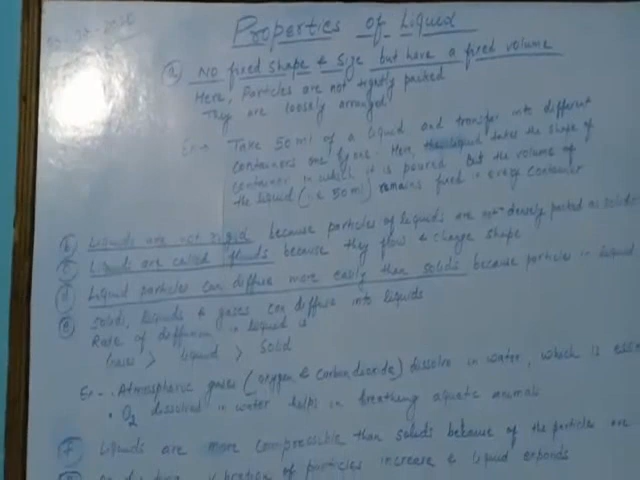 Properties of Liquid
(a) No fixed shape & size but have a fixed volume
Here, Particles are not tightly packed
They are loosely arranged
Take 50 ml of a liquid and transfer into different
containers one by one. Here, the liquid takes the shape of
container in which it is poured But the volume of
the liquid (i.e 50 ml) remains fixed in every container
(b) Liquids are not rigid because particles of liquids are not densely packed as solids
(c) Liquids are called fluids because they flow & change shape
(d) Liquid particles can diffuse more easily than solids because particles in liquid
(e) Solids, liquids & gases can diffuse into liquids
Rate of diffusion in liquid is
Gases > liquid > Solid
Ex - . Atmospheric gases (oxygen & Carbon dioxide) dissolve in water, which is essen
• O2 dissolved in water helps in breathing aquatic animals
(f) Liquids are more compressible than solids because of the particles are
of particles increase & liquid expands